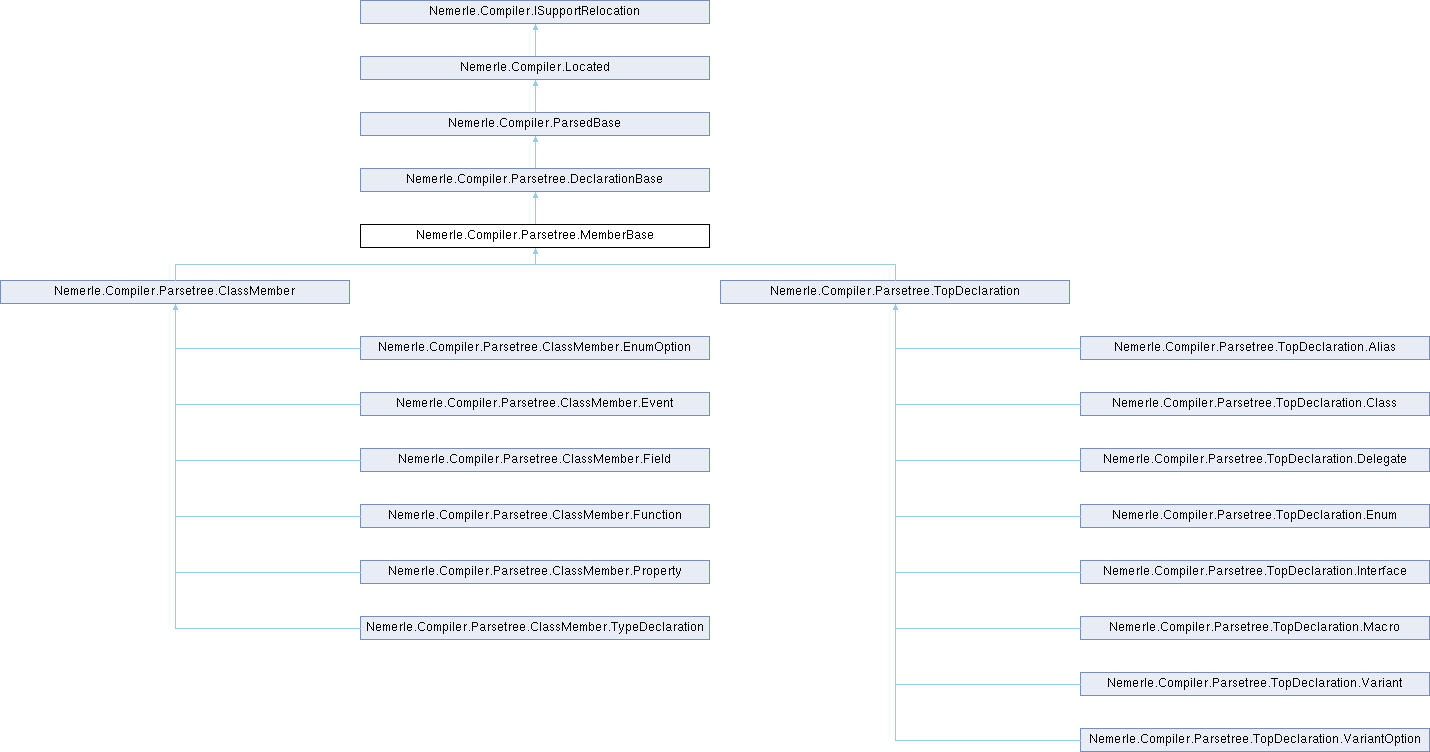 Nemerle.Compiler.ISupportRelocation
Nemerle.Compiler.Located
Nemerle.Compiler.ParsedBase
Nemerle.Compiler.Parsetree.DeclarationBase
Nemerle.Compiler.Parsetree.MemberBase
Nemerle.Compiler.Parsetree.ClassMember
Nemerle.Compiler.Parsetree.TopDeclaration
Nemerle.Compiler.Parsetree.ClassMember.EnumOption
Nemerle.Compiler.Parsetree.TopDeclaration.Alias
Nemerle.Compiler.Parsetree.ClassMember.Event
Nemerle.Compiler.Parsetree.TopDeclaration.Class
Nemerle.Compiler.Parsetree.ClassMember.Field
Nemerle.Compiler.Parsetree.TopDeclaration.Delegate
Nemerle.Compiler.Parsetree.ClassMember.Function
Nemerle.Compiler.Parsetree.TopDeclaration.Enum
Nemerle.Compiler.Parsetree.ClassMember.Property
Nemerle.Compiler.Parsetree.TopDeclaration.Interface
Nemerle.Compiler.Parsetree.ClassMember.TypeDeclaration
Nemerle.Compiler.Parsetree.TopDeclaration.Macro
Nemerle.Compiler.Parsetree.TopDeclaration.Variant
Nemerle.Compiler.Parsetree.TopDeclaration.VariantOption